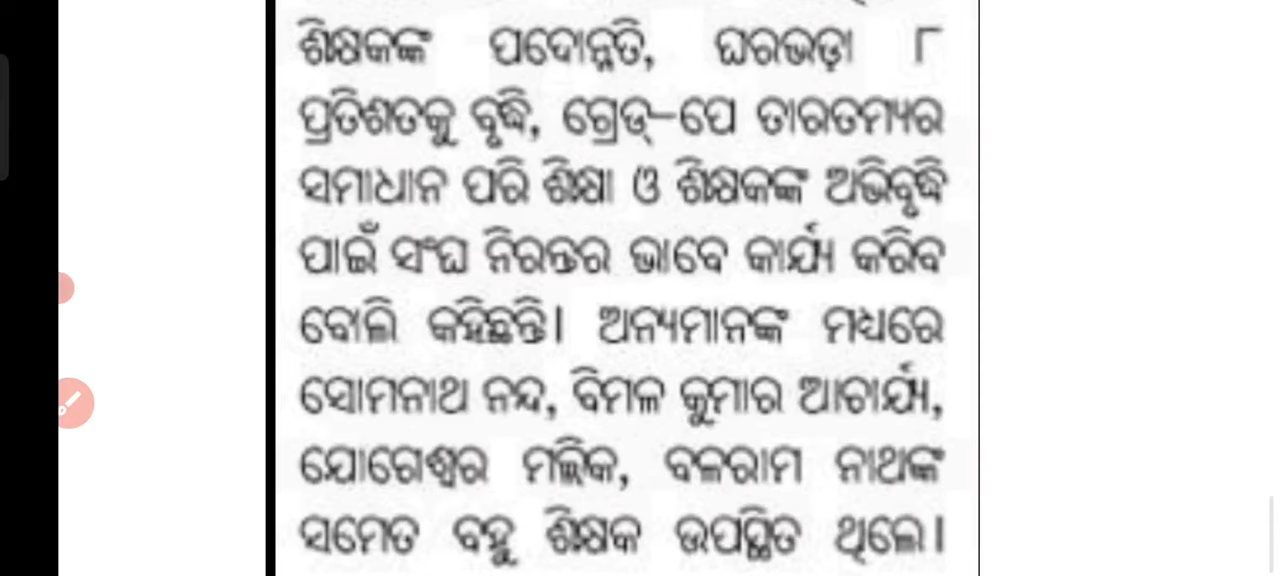 ଶିକ୍ଷକଙ୍କ ପଦୋନ୍ନତି, ଘରଭଡ଼ା ୮
ପ୍ରତିଶତକୁ ବୃଦ୍ଧି, ଗ୍ରେଡ୍-ପେ ତାରତମ୍ୟର
ସମାଧାନ ପରି ଶିକ୍ଷା ଓ ଶିକ୍ଷକଙ୍କ ଅଭିବୃଦ୍ଧି
ପାଇଁ ସଂଘ ନିରନ୍ତର ଭାବେ କାର୍ଯ୍ୟ କରିବ
ବୋଲି କହିଛନ୍ତି। ଅନ୍ୟମାନଙ୍କ ମଧ୍ୟରେ
ସୋମନାଥ ନନ୍ଦ, ବିମଳ କୁମାର ଆଚାର୍ଯ୍ୟ,
ଯୋଗେଶ୍ୱର ମଲ୍ଲିକ, ବଳରାମ ନାଥଙ୍କ
ସମେତ ବହୁ ଶିକ୍ଷକ ଉପସ୍ଥିତ ଥିଲେ।